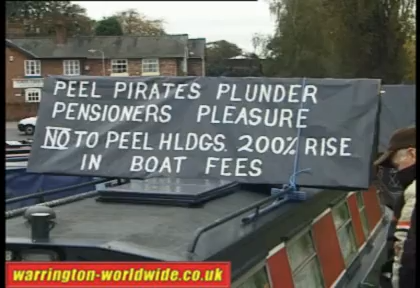 PEEL PIRATES PLUNDER
PENSIONERS PLEASURE
NO TO PEEL HLDGS. 200% RISE
IN BOAT FEES
warrington-worldwide.co.uk